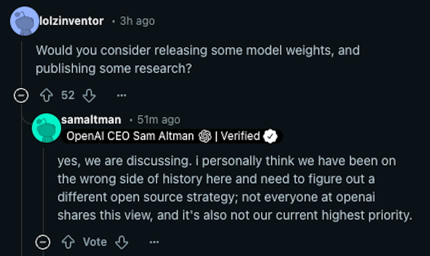 lolzinventor • 3h ago
Would you consider releasing some model weights, and
publishing some research?
52
samaltman • 51m ago
OpenAI CEO Sam Altman | Verified
yes, we are discussing. i personally think we have been on
the wrong side of history here and need to figure out a
different open source strategy; not everyone at openai
shares this view, and it's also not our current highest priority.
Vote